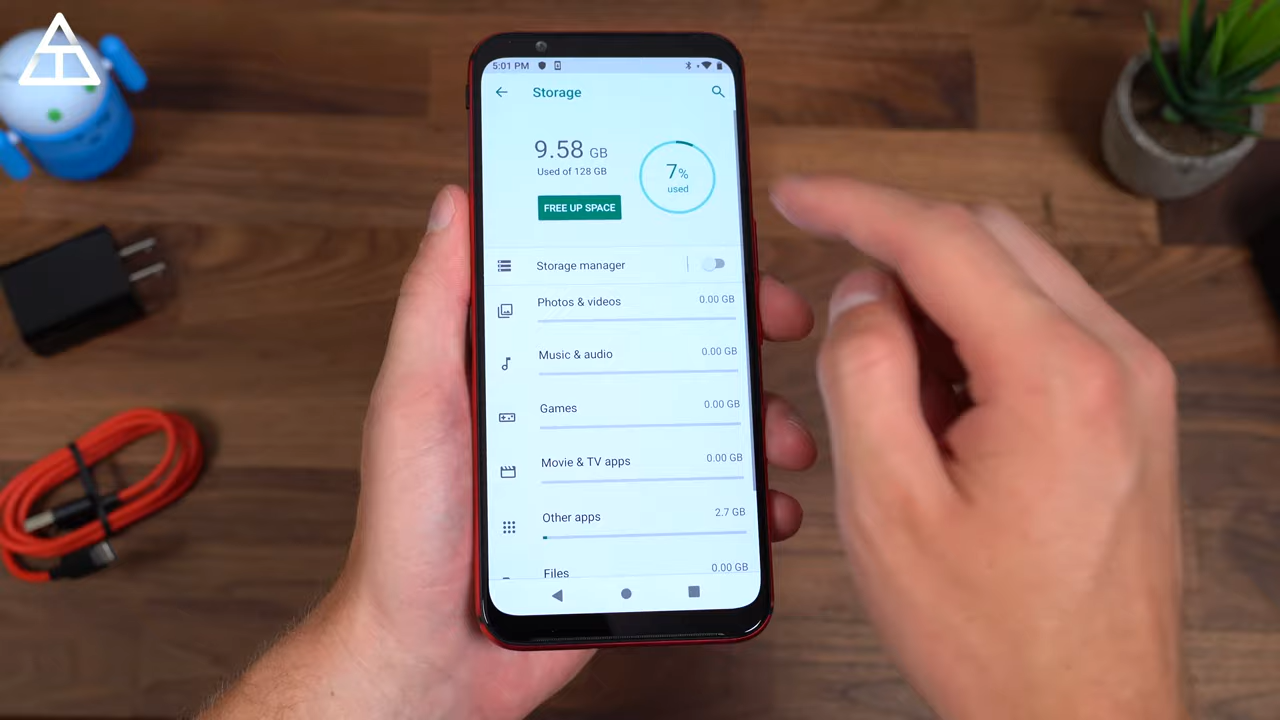 5:01 PM
Storage
9.58 GB
Used of 128 GB
7%
used
FREE UP SPACE
Storage manager
Photos & videos 0.00 GB
Music & audio 0.00 GB
Games 0.00 GB
Movie & TV apps 0.00 GB
Other apps 2.7 GB
Files 0.00 GB